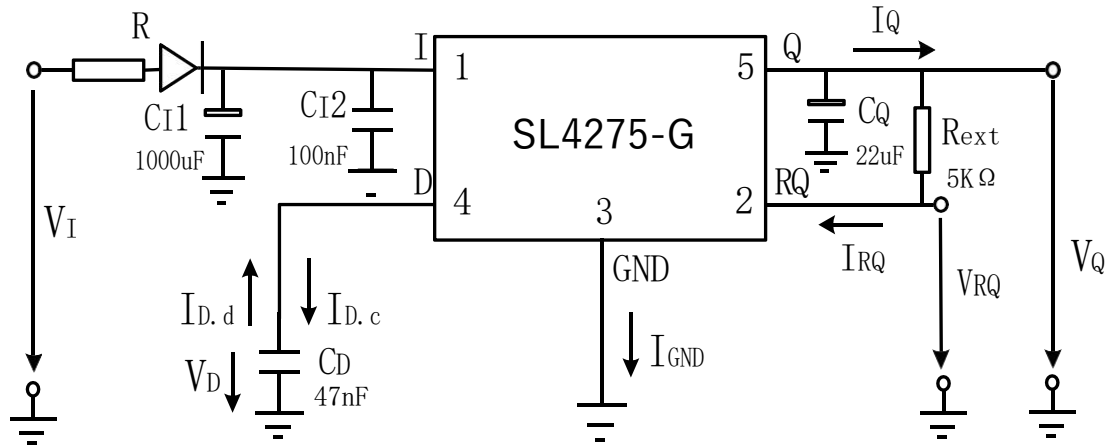 R
I
Q
IQ
1
5
CI1
1000uF
CI2
100nF
SL4275-G
CQ
22uF
Rext
5KΩ
D
RQ
4
3
2
VI
GND
IRQ
VRQ
VQ
ID.d
ID.c
IGND
VD
CD
47nF